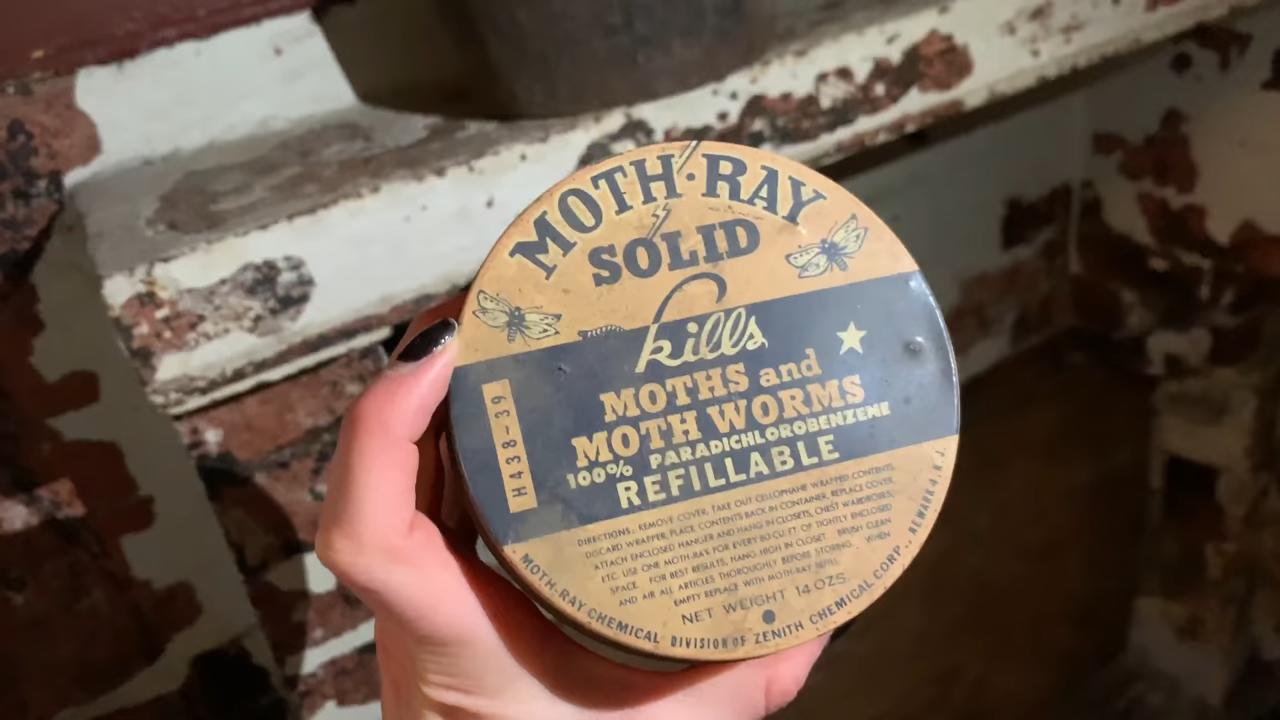 MOTH·RAY
SOLID
kills
MOTHS and
MOTH WORMS
100% PARADICHLOROBENZENE
REFILLABLE
H438-39
DIRECTIONS: REMOVE COVER, TAKE OUT CELLOPHANE WRAPPED CONTENTS,
DISCARD WRAPPER, PLACE CONTENTS BACK IN CONTAINER, REPLACE COVER,
ATTACH ENCLOSED HANGER AND HANG IN CLOSETS, CHEST WARDROBES,
ETC. USE ONE MOTH-RAY FOR EVERY 80 CU. FT. OF TIGHTLY ENCLOSED
SPACE. FOR BEST RESULTS, HANG HIGH IN CLOSET. BRUSH CLEAN
AND AIR ALL ARTICLES THOROUGHLY BEFORE STORING. WHEN
EMPTY REPLACE WITH MOTH-RAY REFILL
NET WEIGHT 14 OZS.
MOTH-RAY CHEMICAL DIVISION OF ZENITH CHEMICAL CORP., NEWARK 4, N.J.